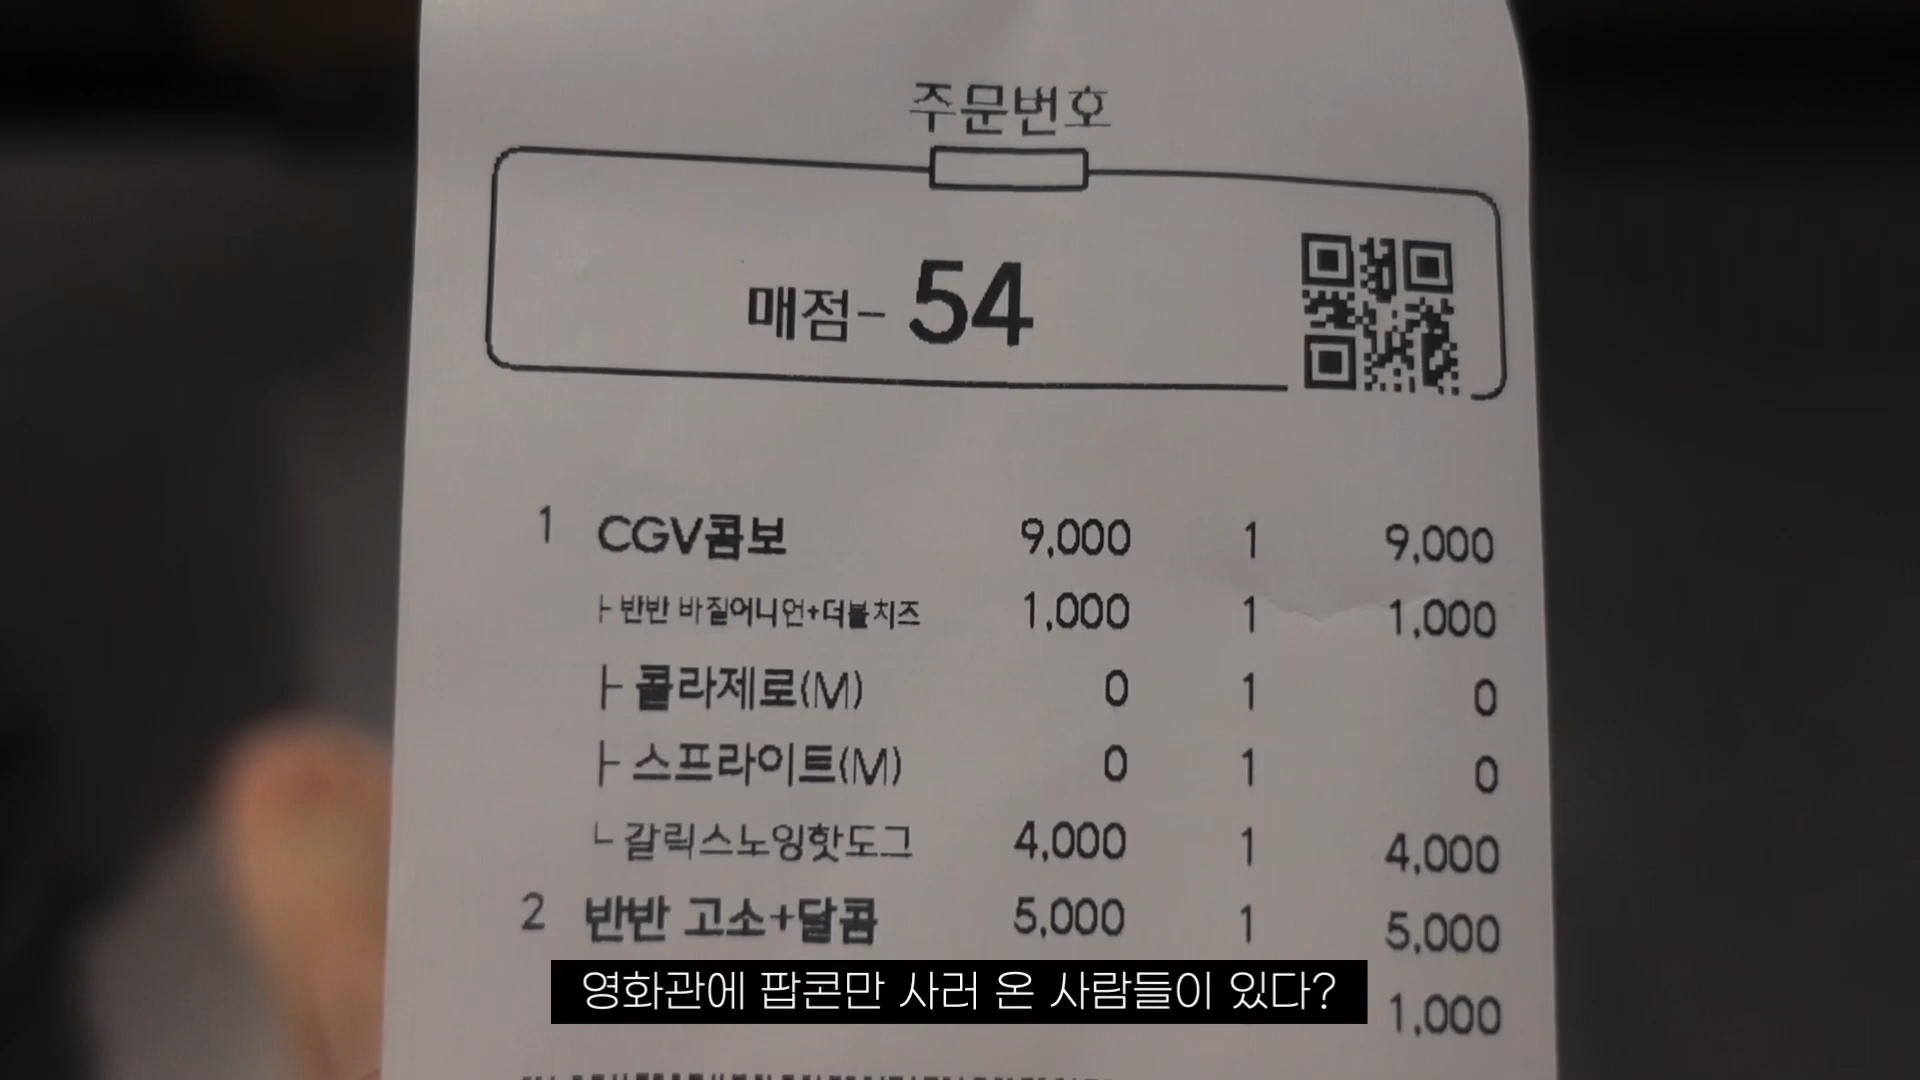 주문번호
매점- 54
1 CGV콤보 9,000 1 9,000
├ 반반 바질어니언+더블치즈 1,000 1 1,000
├ 콜라제로(M) 0 1 0
├ 스프라이트(M) 0 1 0
└ 갈릭스노잉핫도그 4,000 1 4,000
2 반반 고소+달콤 5,000 1 5,000
1,000
영화관에 팝콘만 사러 온 사람들이 있다?